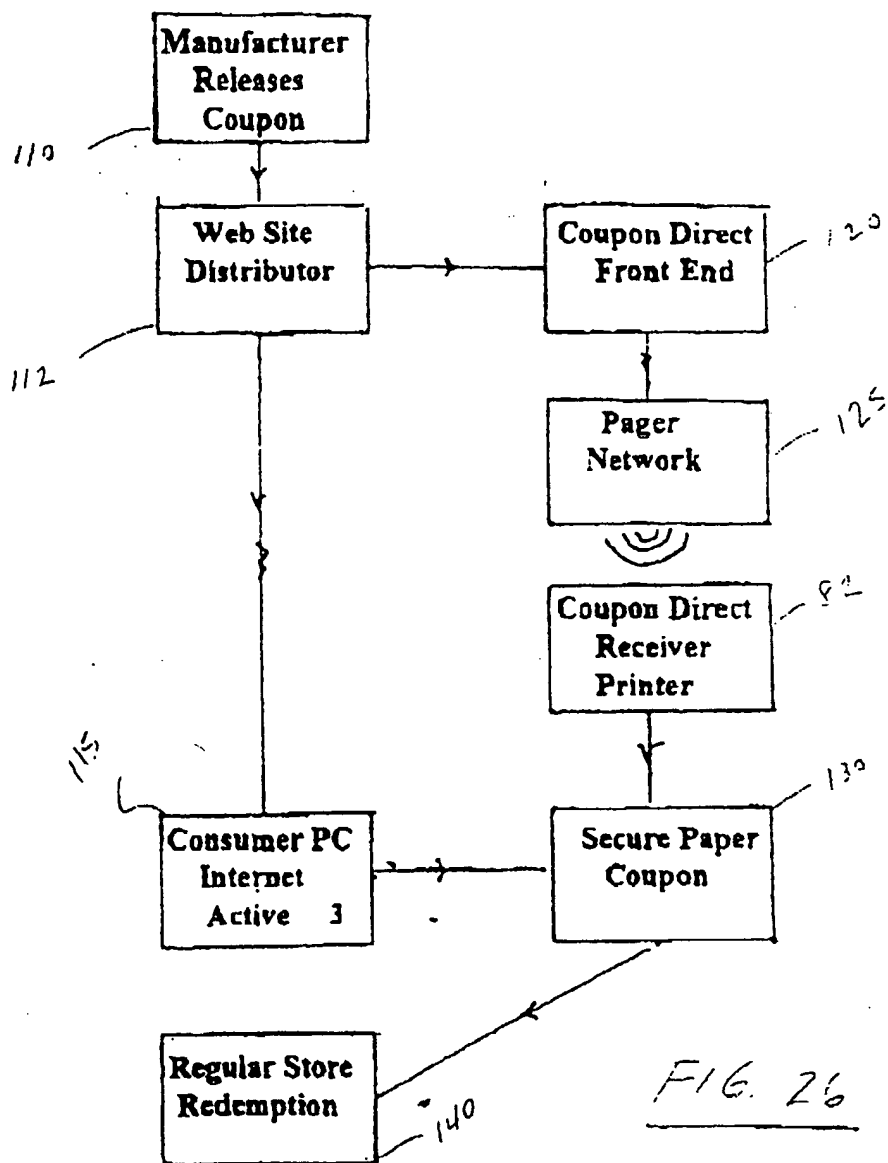 Manufacturer
Releases
Coupon
110
Web Site
Distributor
112
Coupon Direct
Front End
120
Pager
Network
125
Coupon Direct
Receiver
Printer
82
115
Consumer PC
Internet
Active 3
Secure Paper
Coupon
130
Regular Store
Redemption
140
FIG. 26